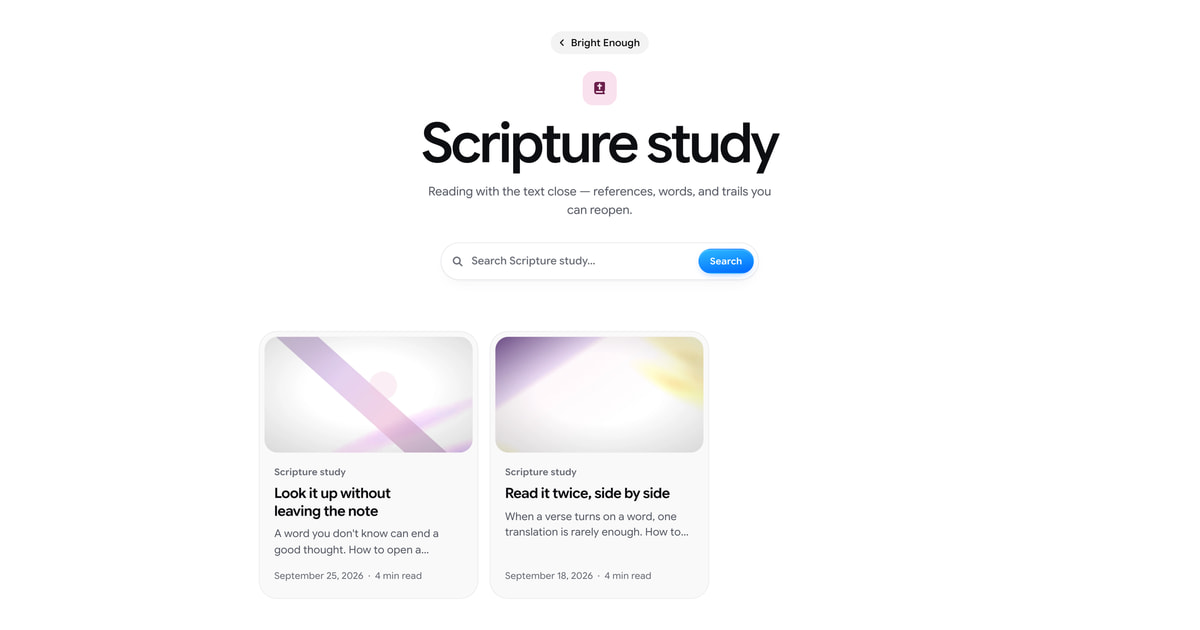 Bright Enough
Scripture study
Reading with the text close — references, words, and trails you
can reopen.
Search Scripture study...
Search
Scripture study
Look it up without
leaving the note
A word you don't know can end a
good thought. How to open a...
September 25, 2026 · 4 min read
Scripture study
Read it twice, side by side
When a verse turns on a word, one
translation is rarely enough. How to...
September 18, 2026 · 4 min read